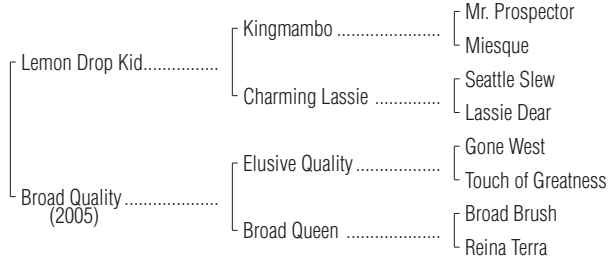 Mr. Prospector
Kingmambo ....................
Miesque
Lemon Drop Kid...............
Seattle Slew
Charming Lassie .............
Lassie Dear
Gone West
Elusive Quality .................
Touch of Greatness
Broad Quality ...................
(2005)
Broad Brush
Broad Queen ...................
Reina Terra